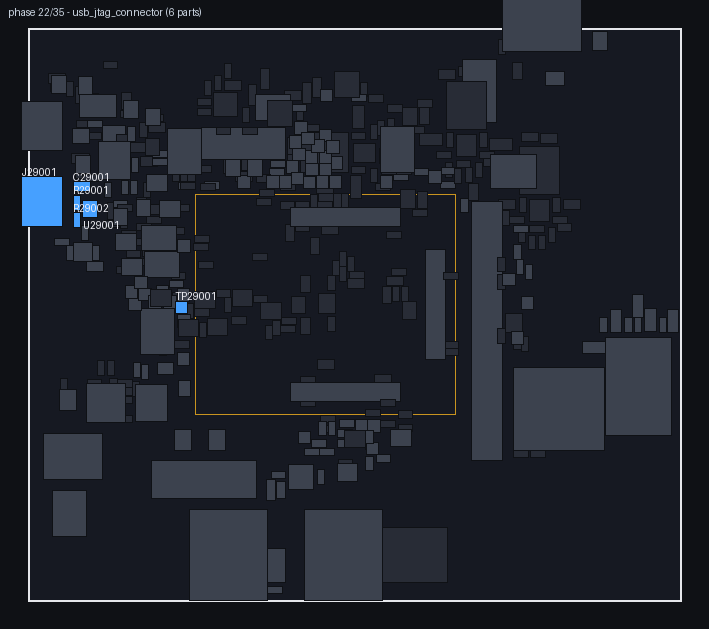 phase 22/35 - usb_jtag_connector (6 parts)
J29001
C29001
R29001
R29002
U29001
TP29001